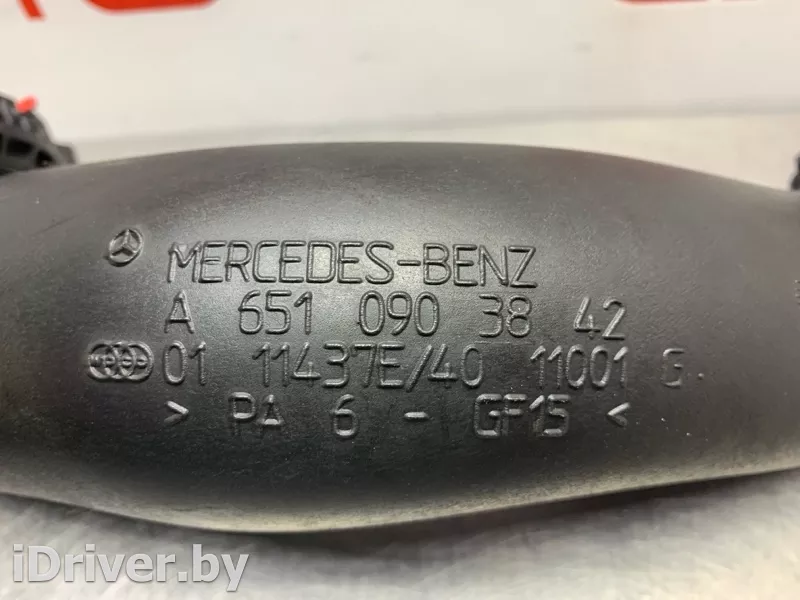 MERCEDES-BENZ
A 651 090 38 42
01 11437E/40 11001 G
> PA 6 - GF15 <
iDriver.by